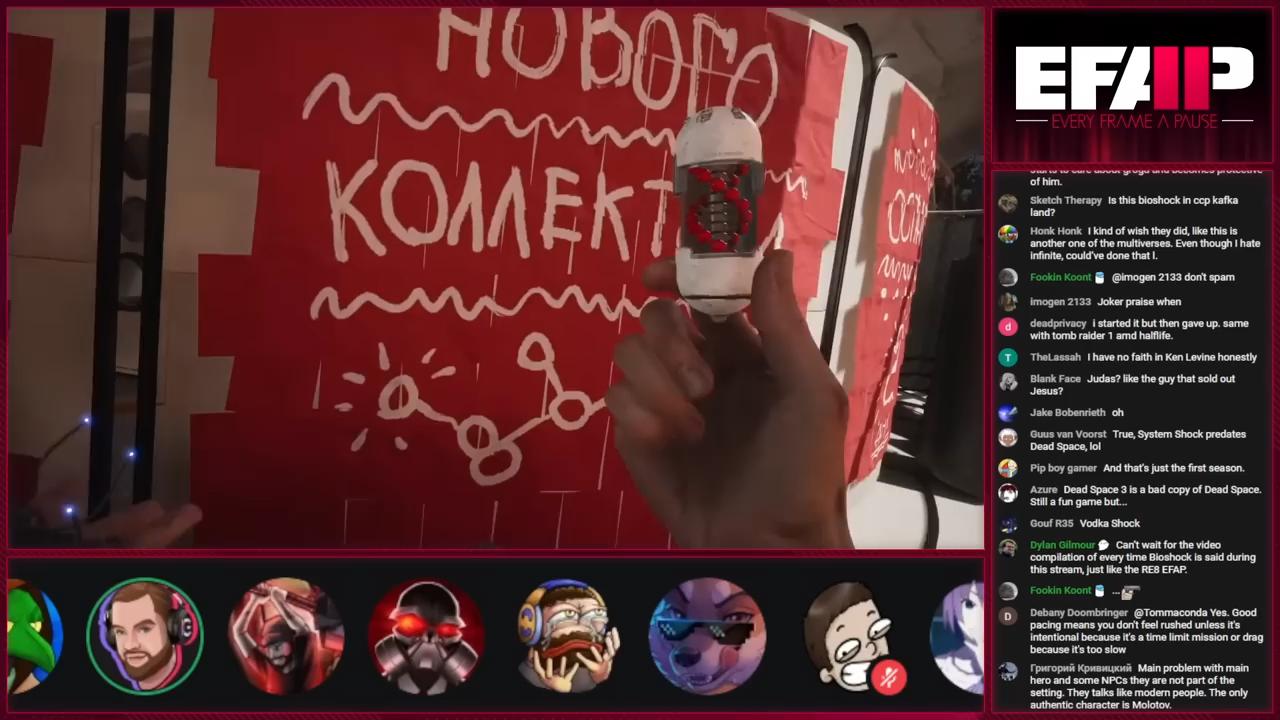 НОВОГО
КОЛЛЕКТ
EFAP
EVERY FRAME A PAUSE
starts to care about grogu and becomes protective
of him.
Sketch Therapy Is this bioshock in ccp kafka
land?
Honk Honk I kind of wish they did, like this is
another one of the multiverses. Even though I hate
infinite, could've done that I.
Fookin Koont @imogen 2133 don't spam
imogen 2133 Joker praise when
d
deadprivacy i started it but then gave up. same
with tomb raider 1 amd halflife.
T
TheLassah I have no faith in Ken Levine honestly
Blank Face Judas? like the guy that sold out
Jesus?
Jake Bobenrieth oh
Guus van Voorst True, System Shock predates
Dead Space, lol
Pip boy gamer And that's just the first season.
Azure Dead Space 3 is a bad copy of Dead Space.
Still a fun game but...
Gouf R35 Vodka Shock
Dylan Gilmour Can't wait for the video
compilation of every time Bioshock is said during
this stream, just like the RE8 EFAP.
Fookin Koont ...
D
Debany Doombringer @Tommaconda Yes. Good
pacing means you don't feel rushed unless it's
intentional because it's a time limit mission or drag
because it's too slow
Григорий Кривицкий Main problem with main
hero and some NPCs they are not part of the
setting. They talks like modern people. The only
authentic character is Molotov.